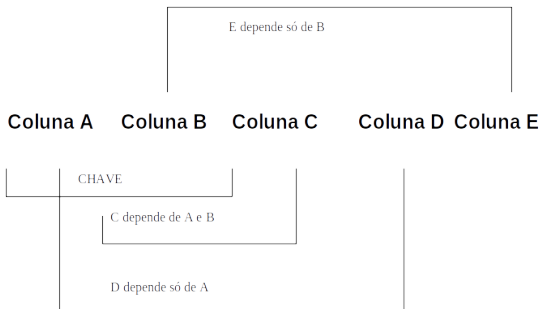 E depende só de B
Coluna A Coluna B Coluna C Coluna D Coluna E
CHAVE
C depende de A e B
D depende só de A